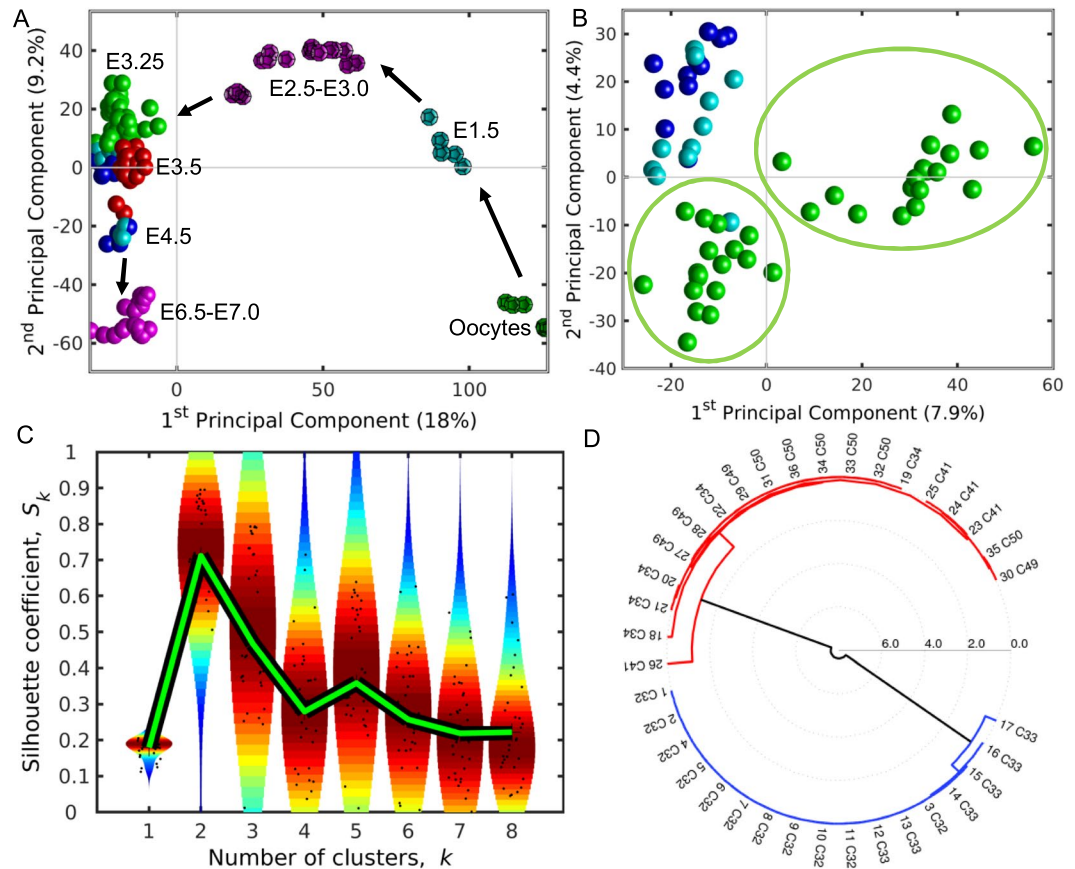 A
2nd Principal Component (9.2%)
40
20
0
-20
-40
-60
E3.25
E2.5-E3.0
E1.5
E3.5
E4.5
E6.5-E7.0
Oocytes
0
50
100
1st Principal Component (18%)
B
2nd Principal Component (4.4%)
30
20
10
0
-10
-20
-30
-40
-20
0
20
40
60
1st Principal Component (7.9%)
C
Silhouette coefficient, Sk
1
0.9
0.8
0.7
0.6
0.5
0.4
0.3
0.2
0.1
0
1
2
3
4
5
6
7
8
Number of clusters, k
D
26 C41
18 C34
21 C34
20 C34
27 C49
28 C49
22 C34
29 C49
31 C50
36 C50
34 C50
33 C50
32 C50
19 C34
25 C41
24 C41
23 C41
35 C50
30 C49
6.0
4.0
2.0
0.0
17 C33
16 C33
15 C33
14 C33
3 C32
13 C33
12 C33
11 C32
10 C32
9 C32
8 C32
7 C32
6 C32
5 C32
4 C32
2 C32
1 C32